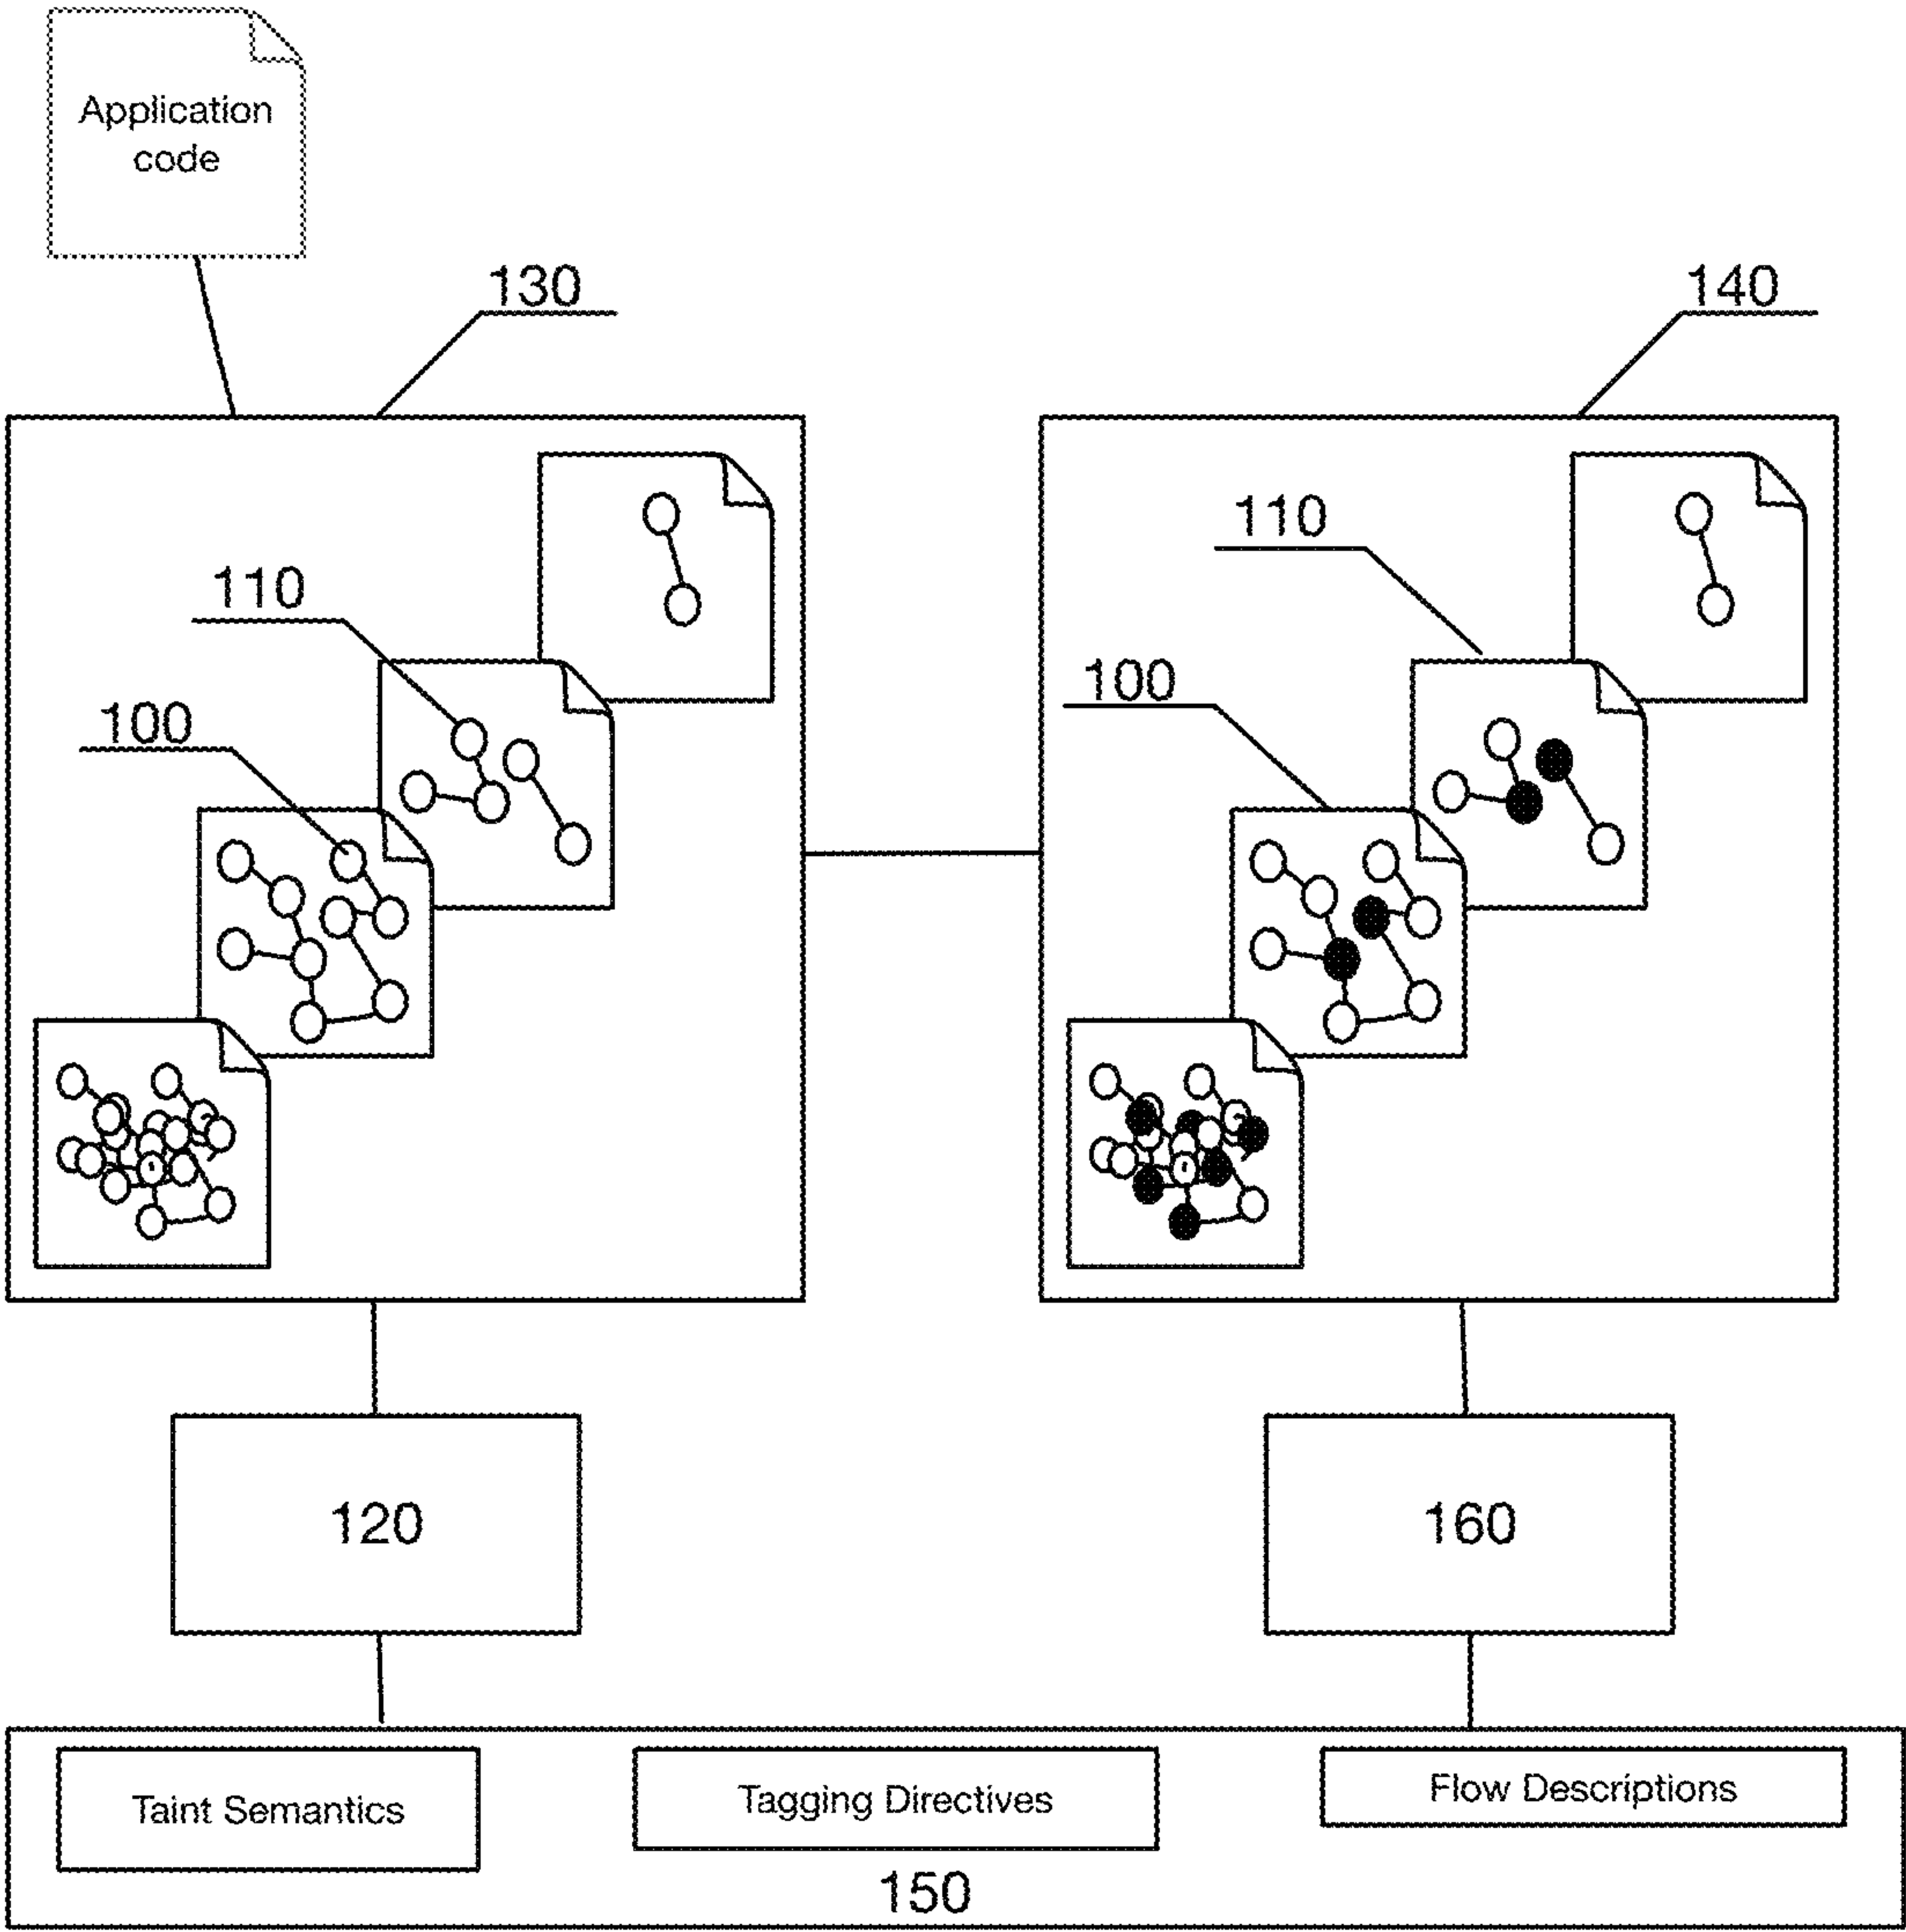 Application
code
130
140
110
110
100
100
120
160
Taint Semantics
Tagging Directives
Flow Descriptions
150